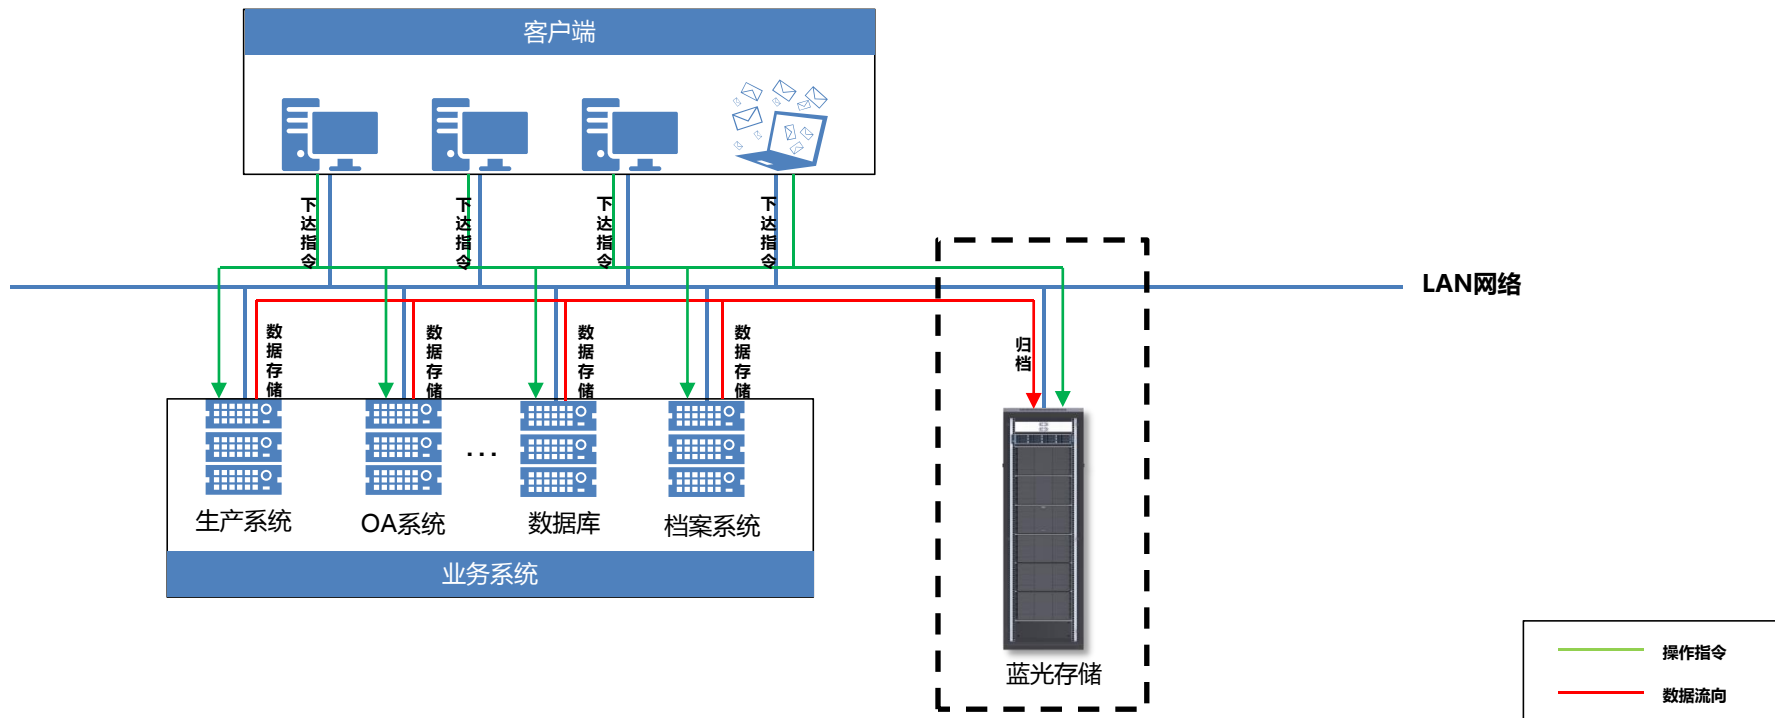 客户端
下达指令
下达指令
下达指令
下达指令
LAN网络
数据存储
数据存储
数据存储
数据存储
归档
...
生产系统
OA系统
数据库
档案系统
业务系统
蓝光存储
操作指令
数据流向